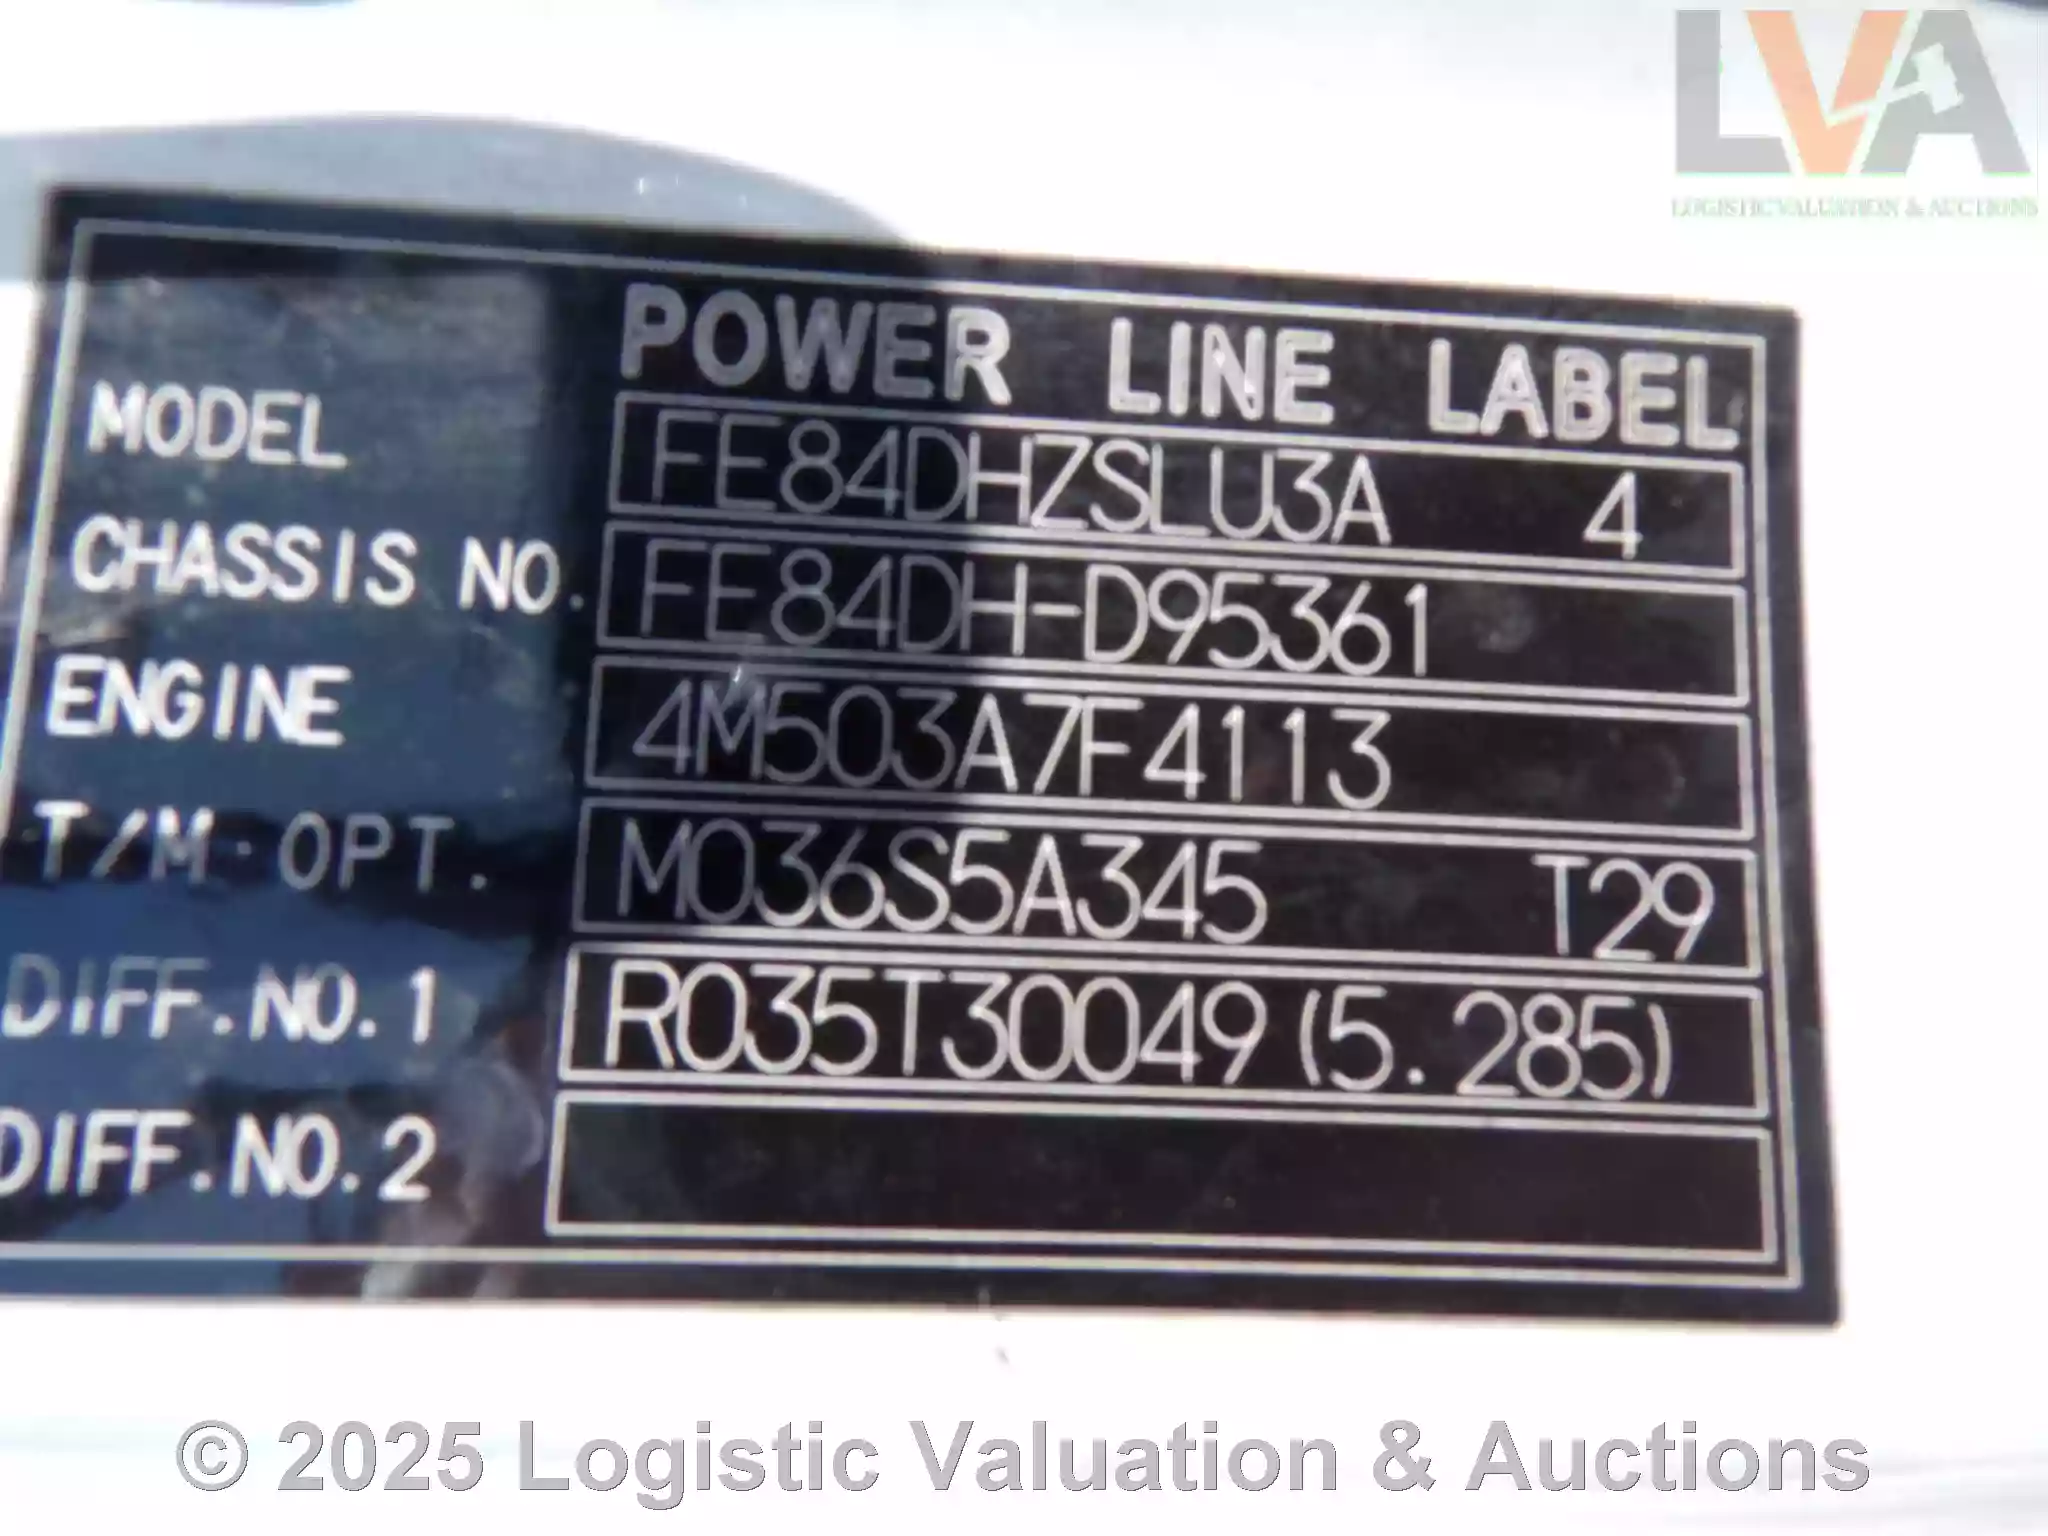 LVA
LOGISTIC VALUATION & AUCTIONS
POWER LINE LABEL
MODEL FE84DHZSLU3A 4
CHASSIS NO. FE84DH-D95361
ENGINE 4M503A7F4113
T/M OPT. M036S5A345 T29
DIFF.NO.1 R035T30049(5.285)
DIFF.NO.2
© 2025 Logistic Valuation & Auctions